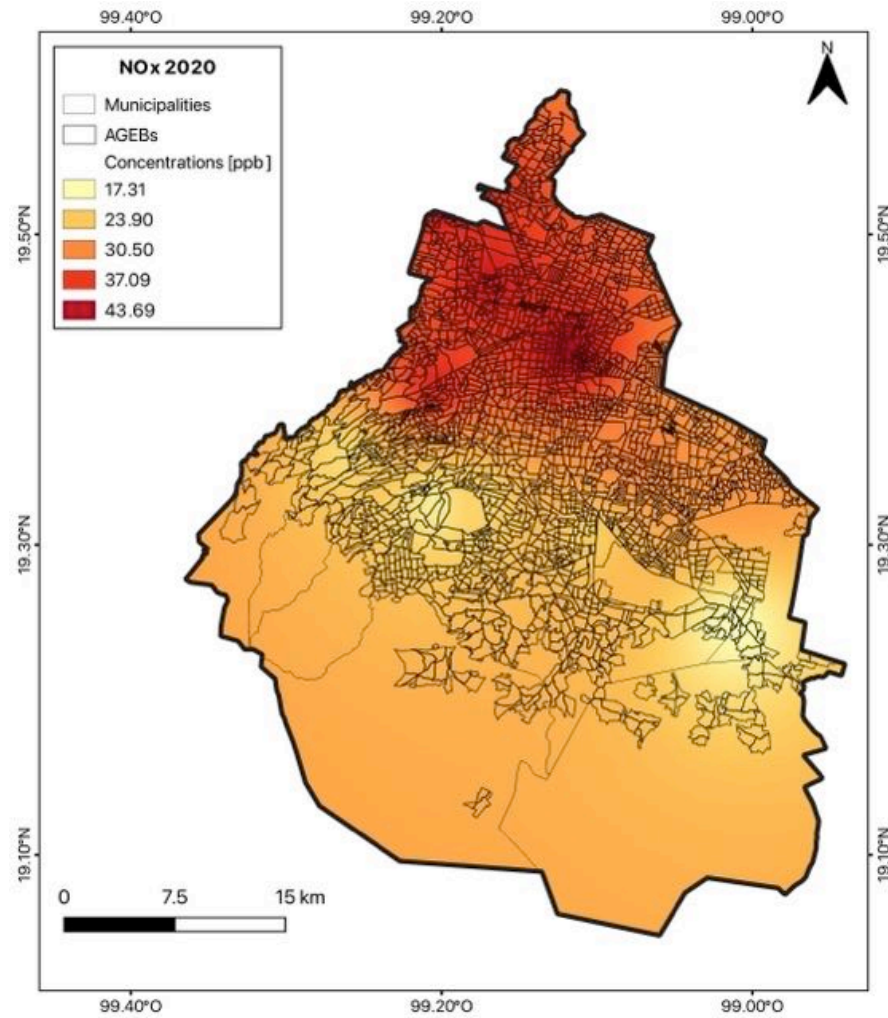 99.40°O 99.20°O 99.00°O
NOx 2020
Municipalities
AGEBs
Concentrations [ppb]
17.31
23.90
30.50
37.09
43.69
N
19.50°N 19.50°N
19.30°N 19.30°N
19.10°N 19.10°N
0 7.5 15 km
99.40°O 99.20°O 99.00°O